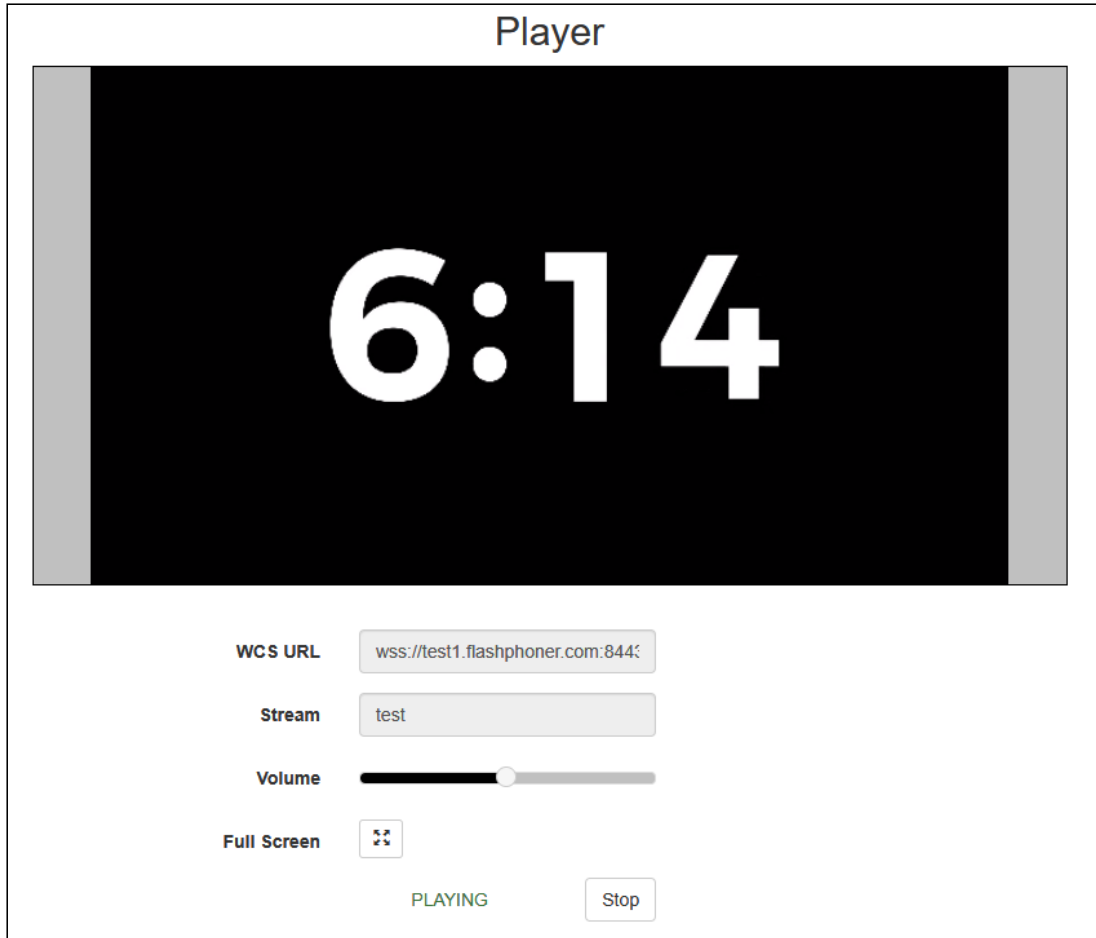 Player
6:14
WCS URL wss://test1.flashphoner.com:8443
Stream test
Volume
Full Screen
PLAYING Stop